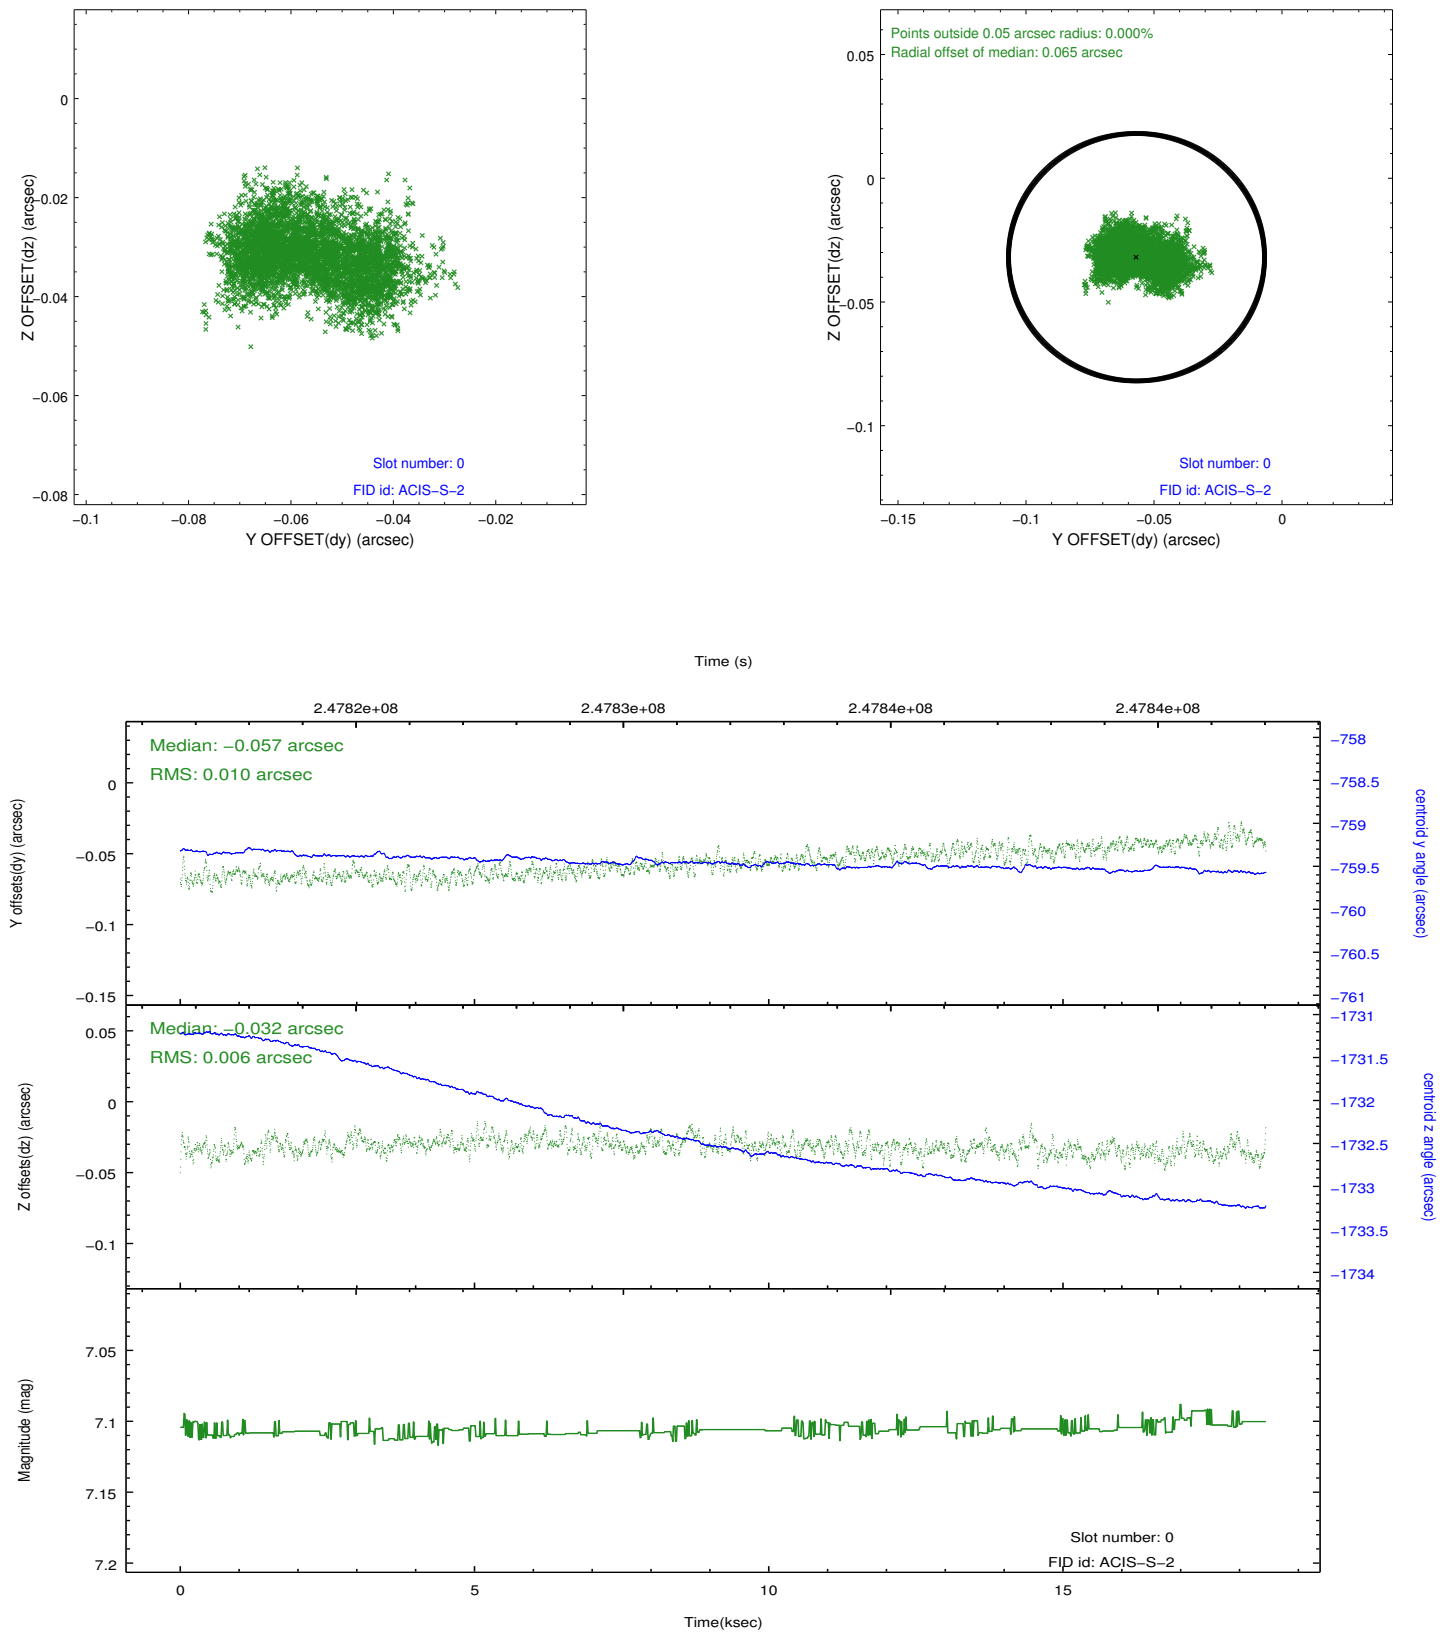 0
−0.02
−0.04
−0.06
−0.08
Z OFFSET(dz) (arcsec)
Slot number: 0
FID id: ACIS−S−2
−0.1
−0.08
−0.06
−0.04
−0.02
Y OFFSET(dy) (arcsec)
Points outside 0.05 arcsec radius: 0.000%
Radial offset of median: 0.065 arcsec
0.05
0
−0.05
−0.1
Z OFFSET(dz) (arcsec)
Slot number: 0
FID id: ACIS−S−2
−0.15
−0.1
−0.05
0
Y OFFSET(dy) (arcsec)
Time (s)
2.4782e+08
2.4783e+08
2.4784e+08
2.4784e+08
Median: −0.057 arcsec
RMS: 0.010 arcsec
0
−0.05
−0.1
−0.15
Y offsets(dy) (arcsec)
−758
−758.5
−759
−759.5
−760
−760.5
−761
centroid y angle (arcsec)
Median: −0.032 arcsec
RMS: 0.006 arcsec
0.05
0
−0.05
−0.1
Z offsets(dz) (arcsec)
−1731
−1731.5
−1732
−1732.5
−1733
−1733.5
−1734
centroid z angle (arcsec)
7.05
7.1
7.15
7.2
Magnitude (mag)
Slot number: 0
FID id: ACIS−S−2
0
5
10
15
Time(ksec)